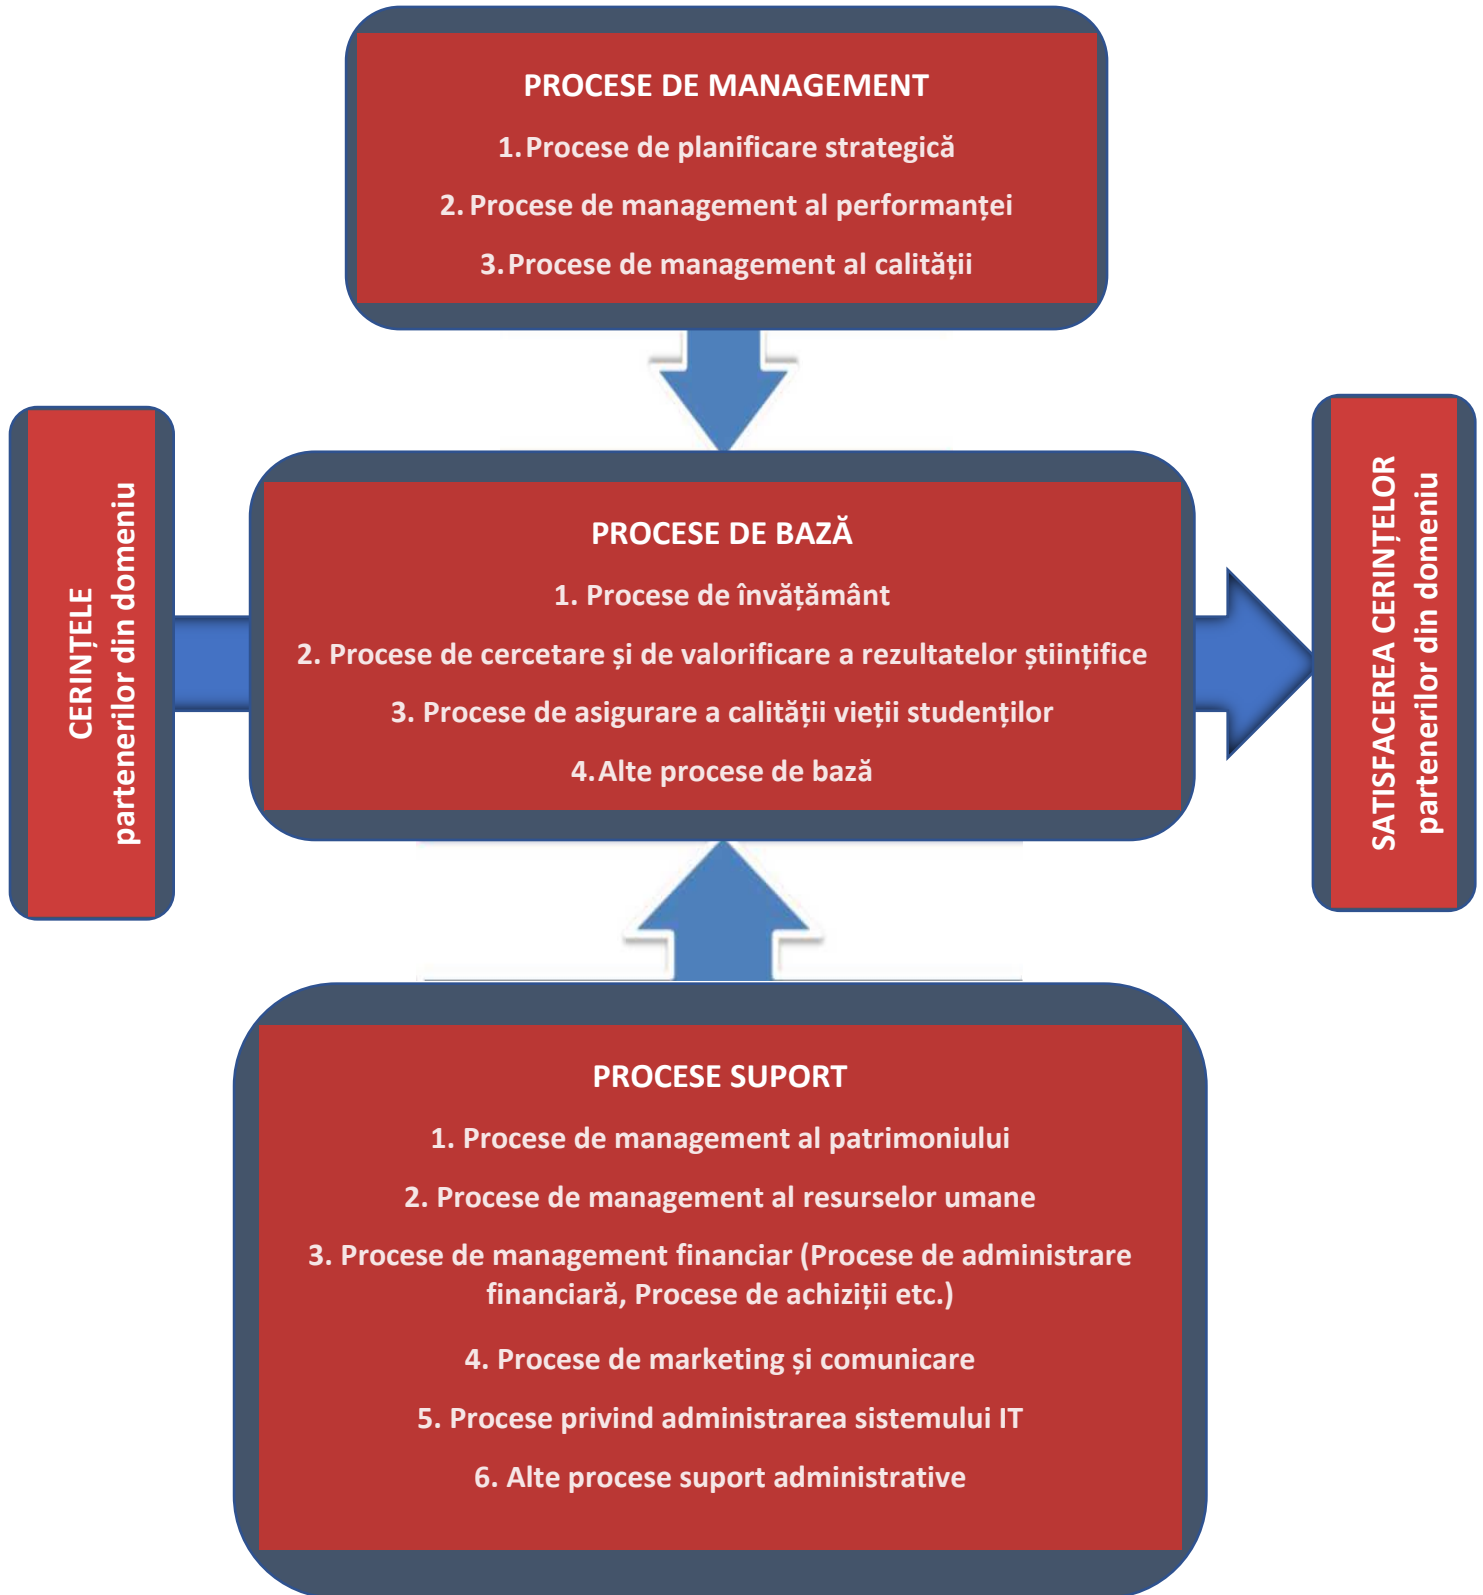 PROCESE DE MANAGEMENT
1. Procese de planificare strategică
2. Procese de management al performanței
3. Procese de management al calității
CERINȚELE
partenerilor din domeniu
PROCESE DE BAZĂ
1. Procese de învățământ
2. Procese de cercetare și de valorificare a rezultatelor științifice
3. Procese de asigurare a calității vieții studenților
4. Alte procese de bază
SATISFACEREA CERINȚELOR
partenerilor din domeniu
PROCESE SUPORT
1. Procese de management al patrimoniului
2. Procese de management al resurselor umane
3. Procese de management financiar (Procese de administrare
financiară, Procese de achiziții etc.)
4. Procese de marketing și comunicare
5. Procese privind administrarea sistemului IT
6. Alte procese suport administrative